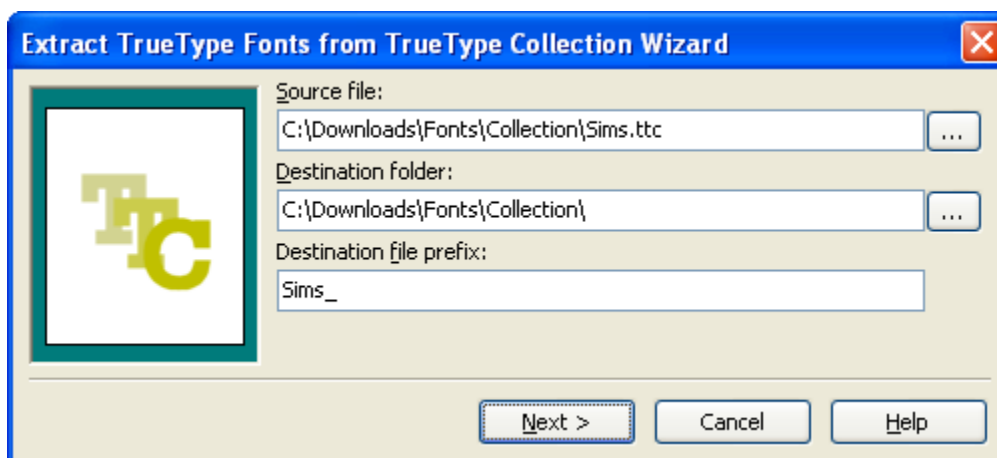 Extract TrueType Fonts from TrueType Collection Wizard
Source file:
C:\Downloads\Fonts\Collection\Sims.ttc
...
Destination folder:
C:\Downloads\Fonts\Collection\
...
TTC
Destination file prefix:
Sims_
Next >
Cancel
Help